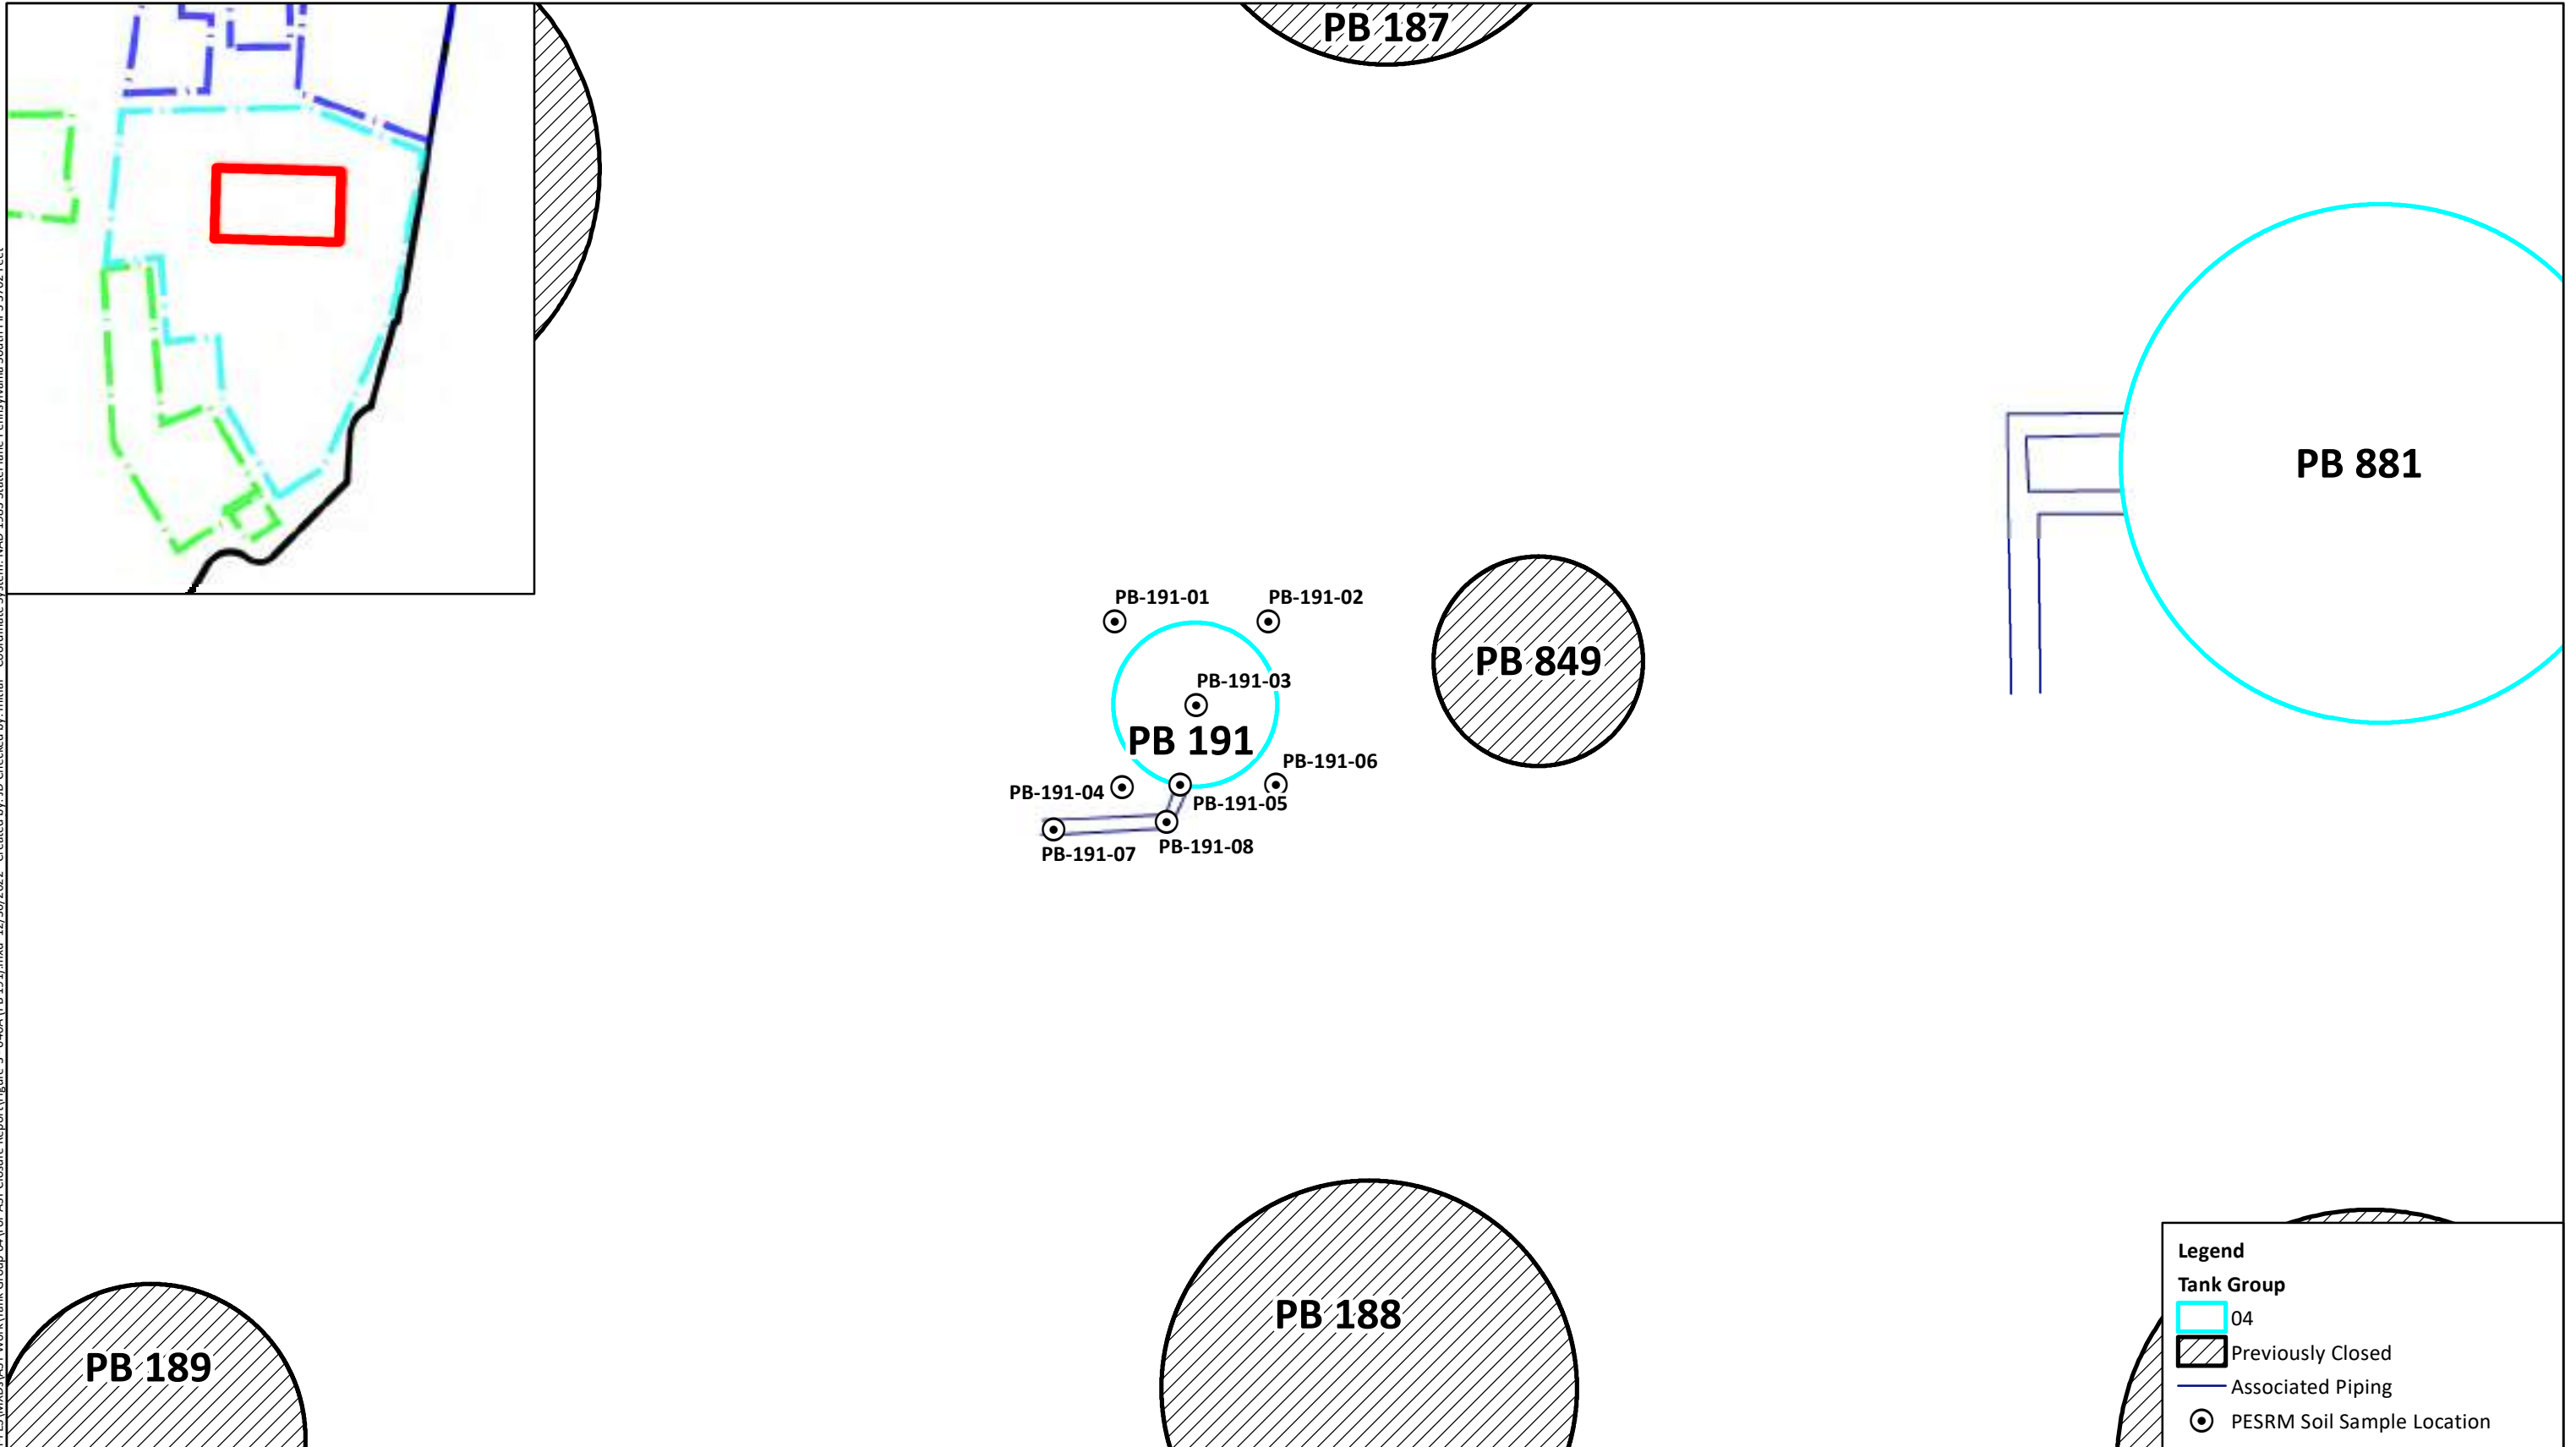 PB 187
PB 881
PB-191-01
PB-191-02
PB 849
PB-191-03
PB 191
PB-191-06
PB-191-04
PB-191-05
PB-191-07
PB-191-08
PB 188
PB 189
Legend
Tank Group
04
Previously Closed
Associated Piping
PESRM Soil Sample Location